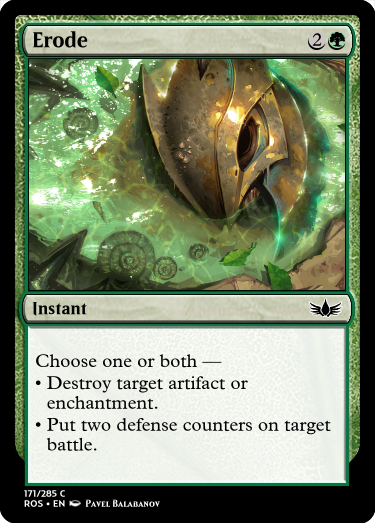 Erode 2
Instant
Choose one or both —
• Destroy target artifact or
enchantment.
• Put two defense counters on target
battle.
171/285 C
ROS • EN Pavel Balabanov